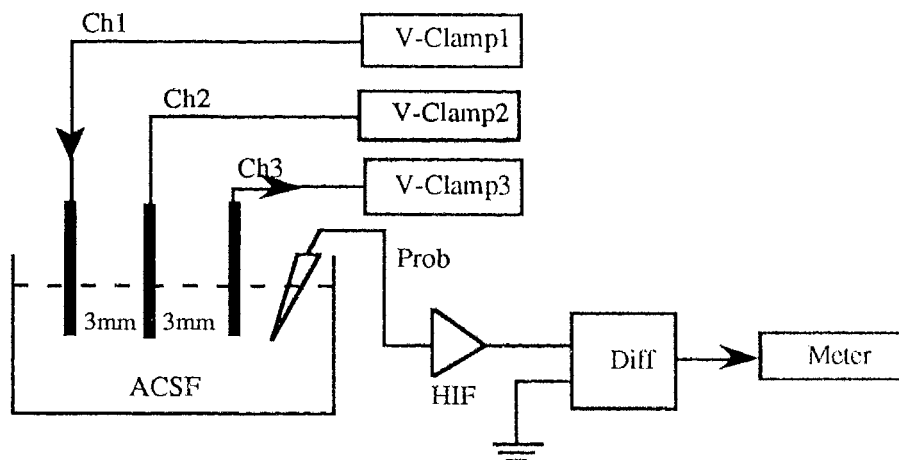 Ch1
V-Clamp1
Ch2
V-Clamp2
Ch3
V-Clamp3
Prob
3mm 3mm
ACSF
HIF
Diff
Meter